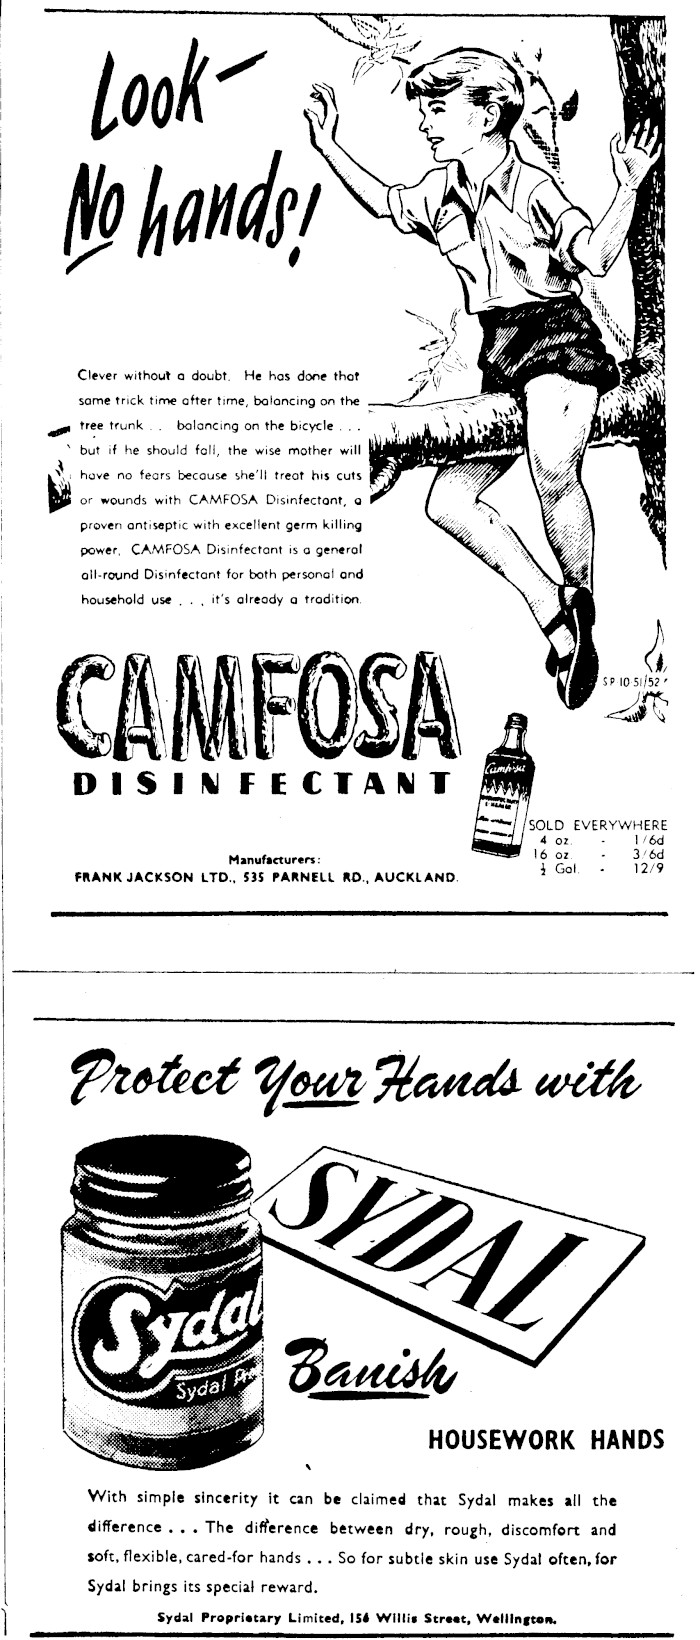 Look—
No hands!
Clever without a doubt. He has done that
same trick time after time, balancing on the
tree trunk . . balancing on the bicycle . . .
but if he should fall, the wise mother will
have no fears because she'll treat his cuts
or wounds with CAMFOSA Disinfectant, a
proven antiseptic with excellent germ killing
power. CAMFOSA Disinfectant is a general
all-round Disinfectant for both personal and
household use . . . it's already a tradition.
S.P.10.51/52
CAMFOSA
DISINFECTANT
Camfosa
SOLD EVERYWHERE
4 oz. - 1/6d
16 oz. - 3/6d
½ Gal. - 12/9
Manufacturers:
FRANK JACKSON LTD., 535 PARNELL RD., AUCKLAND.
Protect Your Hands with
SYDAL
Sydal
Sydal Pro
Banish
HOUSEWORK HANDS
With simple sincerity it can be claimed that Sydal makes all the
difference . . . The difference between dry, rough, discomfort and
soft, flexible, cared-for hands . . . So for subtle skin use Sydal often, for
Sydal brings its special reward.
Sydal Proprietary Limited, 156 Willis Street, Wellington.